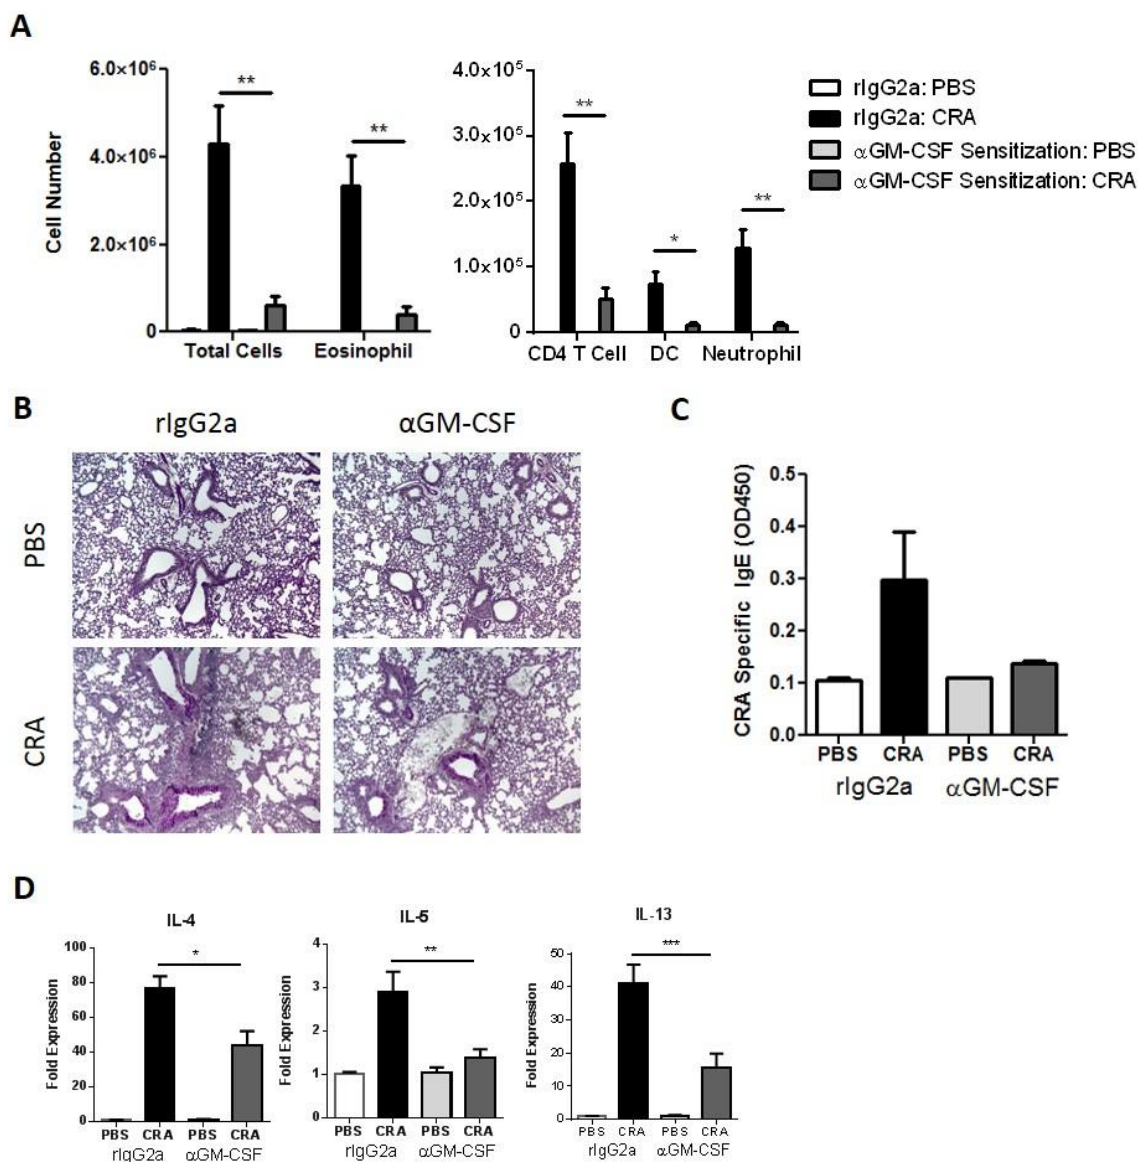 A
6.0×10⁶
4.0×10⁶
2.0×10⁶
0
Cell Number
**
**
Total Cells
Eosinophil
4.0×10⁵
3.0×10⁵
2.0×10⁵
1.0×10⁵
0
**
*
**
CD4 T Cell
DC
Neutrophil
rIgG2a: PBS
rIgG2a: CRA
αGM-CSF Sensitization: PBS
αGM-CSF Sensitization: CRA
B
rIgG2a
αGM-CSF
PBS
CRA
C
CRA Specific IgE (OD450)
0.5
0.4
0.3
0.2
0.1
0.0
PBS CRA PBS CRA
rIgG2a αGM-CSF
D
IL-4
Fold Expression
100
80
60
40
20
0
*
PBS CRA PBS CRA
rIgG2a αGM-CSF
IL-5
Fold Expression
4
3
2
1
0
**
PBS CRA PBS CRA
rIgG2a αGM-CSF
IL-13
Fold Expression
50
40
30
20
10
0
***
PBS CRA PBS CRA
rIgG2a αGM-CSF